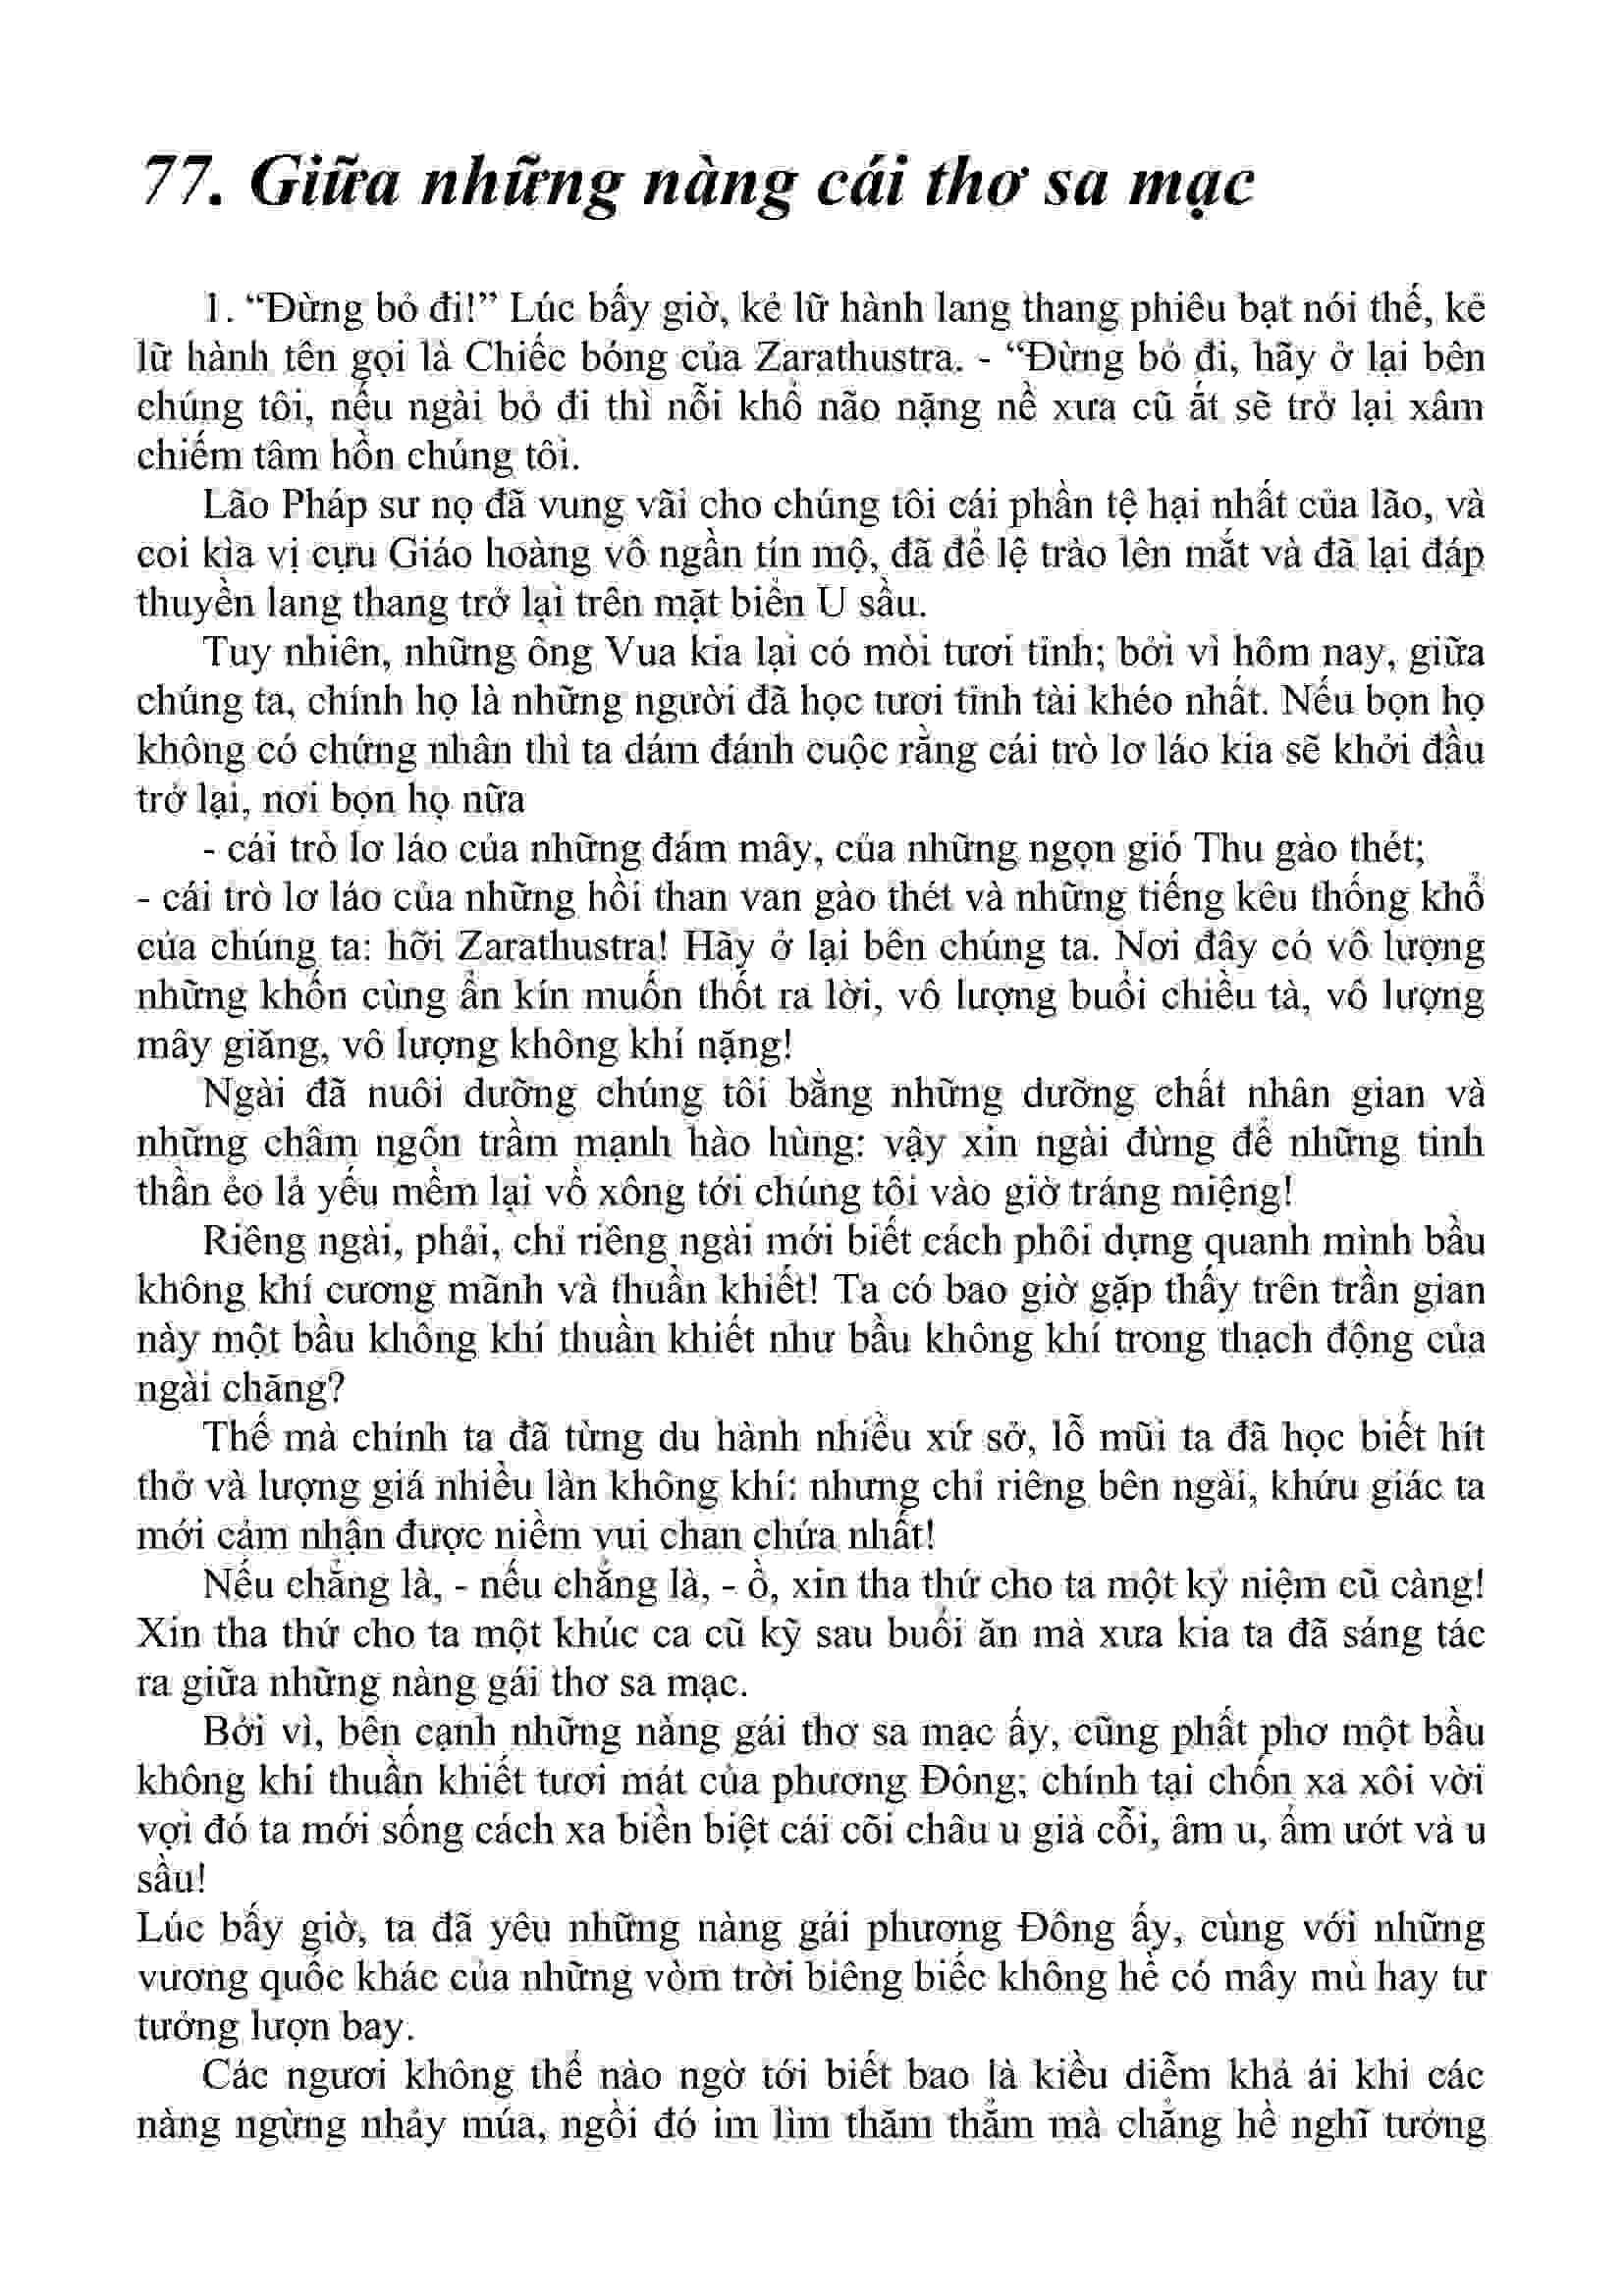 77. Giữa những nàng cái thơ sa mạc
1. “Đừng bỏ đi!” Lúc bấy giờ, kẻ lữ hành lang thang phiêu bạt nói thế, kẻ
lữ hành tên gọi là Chiếc bóng của Zarathustra. - “Đừng bỏ đi, hãy ở lại bên
chúng tôi, nếu ngài bỏ đi thì nỗi khổ não nặng nề xưa cũ ắt sẽ trở lại xâm
chiếm tâm hồn chúng tôi.
Lão Pháp sư nọ đã vung vãi cho chúng tôi cái phần tệ hại nhất của lão, và
coi kìa vị cựu Giáo hoàng vô ngần tín mộ, đã để lệ trào lên mắt và đã lại đáp
thuyền lang thang trở lại trên mặt biển U sầu.
Tuy nhiên, những ông Vua kia lại có mòi tươi tỉnh; bởi vì hôm nay, giữa
chúng ta, chính họ là những người đã học tươi tỉnh tài khéo nhất. Nếu bọn họ
không có chứng nhân thì ta dám đánh cuộc rằng cái trò lơ láo kia sẽ khởi đầu
trở lại, nơi bọn họ nữa
- cái trò lơ láo của những đám mây, của những ngọn gió Thu gào thét;
- cái trò lơ láo của những hồi than van gào thét và những tiếng kêu thống khổ
của chúng ta: hỡi Zarathustra! Hãy ở lại bên chúng ta. Nơi đây có vô lượng
những khốn cùng ẩn kín muốn thốt ra lời, vô lượng buổi chiều tà, vô lượng
mây giăng, vô lượng không khí nặng!
Ngài đã nuôi dưỡng chúng tôi bằng những dưỡng chất nhân gian và
những châm ngôn trầm mạnh hào hùng: vậy xin ngài đừng để những tinh
thần ẻo lả yếu mềm lại vồ xông tới chúng tôi vào giờ tráng miệng!
Riêng ngài, phải, chỉ riêng ngài mới biết cách phôi dựng quanh mình bầu
không khí cương mãnh và thuần khiết! Ta có bao giờ gặp thấy trên trần gian
này một bầu không khí thuần khiết như bầu không khí trong thạch động của
ngài chăng?
Thế mà chính ta đã từng du hành nhiều xứ sở, lỗ mũi ta đã học biết hít
thở và lượng giá nhiều làn không khí: nhưng chỉ riêng bên ngài, khứu giác ta
mới cảm nhận được niềm vui chan chứa nhất!
Nếu chẳng là, - nếu chẳng là, - ồ, xin tha thứ cho ta một kỷ niệm cũ càng!
Xin tha thứ cho ta một khúc ca cũ kỹ sau buổi ăn mà xưa kia ta đã sáng tác
ra giữa những nàng gái thơ sa mạc.
Bởi vì, bên cạnh những nàng gái thơ sa mạc ấy, cũng phất phơ một bầu
không khí thuần khiết tươi mát của phương Đông; chính tại chốn xa xôi vời
vợi đó ta mới sống cách xa biền biệt cái cõi châu u già cỗi, âm u, ẩm ướt và u
sầu!
Lúc bấy giờ, ta đã yêu những nàng gái phương Đông ấy, cùng với những
vương quốc khác của những vòm trời biêng biếc không hề có mây mù hay tư
tưởng lượn bay.
Các ngươi không thể nào ngờ tới biết bao là kiều diễm khả ái khi các
nàng ngừng nhảy múa, ngồi đó im lìm thăm thẳm mà chẳng hề nghĩ tưởng